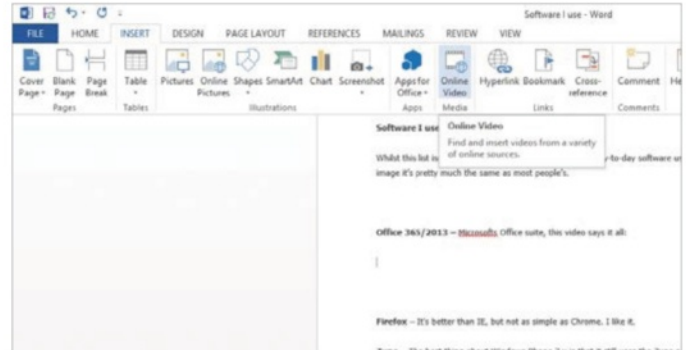 Software I use - Word
FILE HOME INSERT DESIGN PAGE LAYOUT REFERENCES MAILINGS REVIEW VIEW
Cover Page Blank Page Page Break Table Pictures Online Pictures Shapes SmartArt Chart Screenshot Apps for Office Online Video Hyperlink Bookmark Cross-reference Comment He
Pages Tables Illustrations Apps Media Links Comments
Software I use
Online Video
Find and insert videos from a variety
of online sources.
Whilst this list is y-to-day software
image it's pretty much the same as most people's.
Office 365/2013 – Microsofts Office suite, this video says it all:
Firefox – It's better than IE, but not as simple as Chrome. I like it.